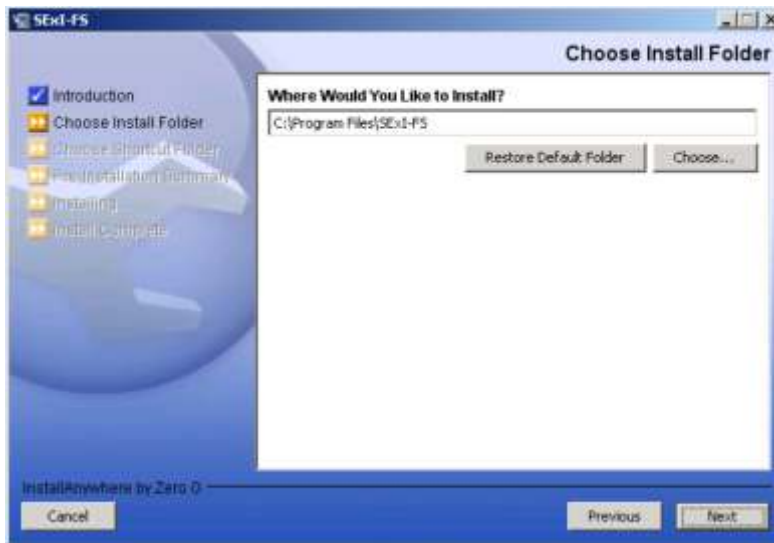 SExI-FS
Choose Install Folder
Introduction
Choose Install Folder
Choose Shortcut Folder
Pre-Installation Summary
Installing
Install Complete
Where Would You Like to Install?
C:\Program Files\SExI-FS
Restore Default Folder
Choose...
InstallAnywhere by Zero G
Cancel
Previous
Next